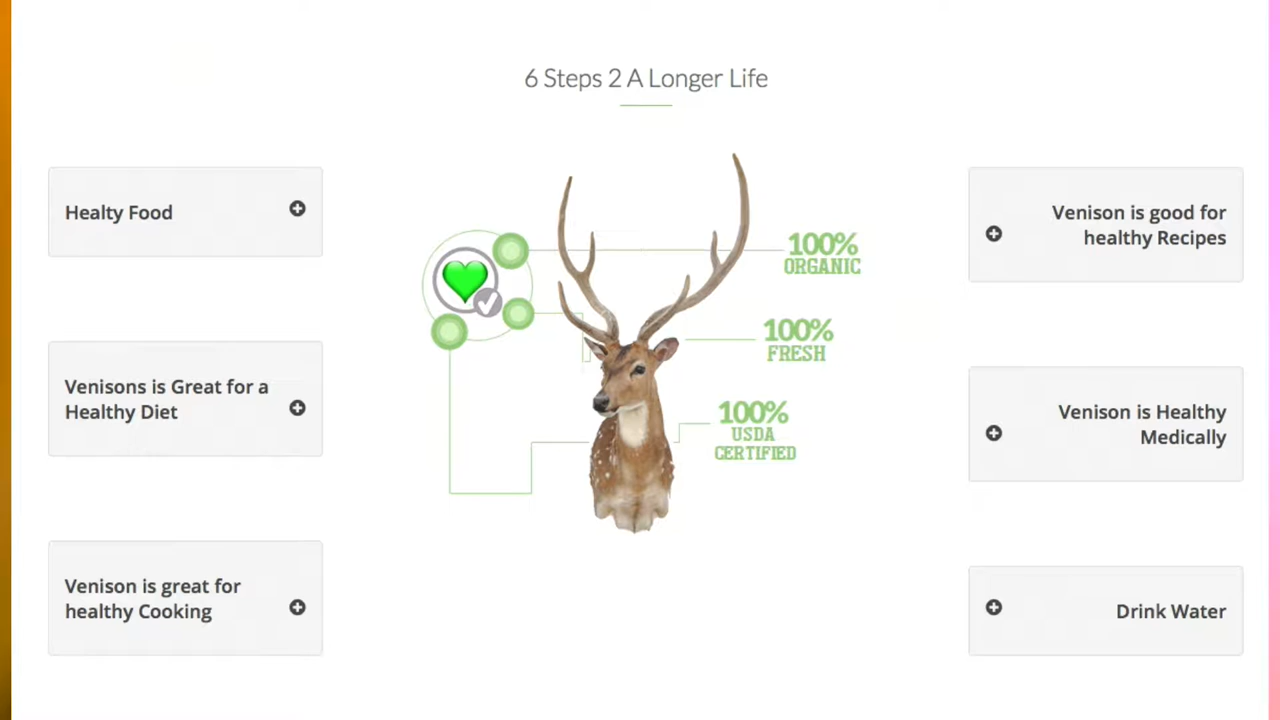 6 Steps 2 A Longer Life
Healty Food
Venisons is Great for a
Healthy Diet
Venison is great for
healthy Cooking
100%
ORGANIC
100%
FRESH
100%
USDA
CERTIFIED
Venison is good for
healthy Recipes
Venison is Healthy
Medically
Drink Water